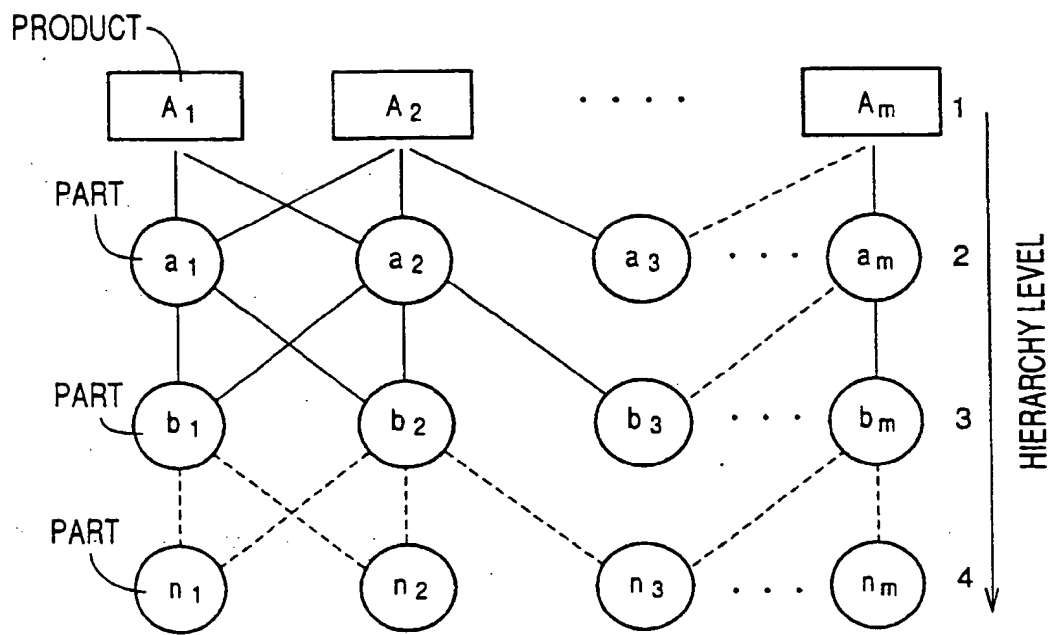 PRODUCT
A1 A2 . . . . Am 1
PART
a1 a2 a3 . . . am 2
PART
b1 b2 b3 . . . bm 3
PART
n1 n2 n3 . . . nm 4
HIERARCHY LEVEL